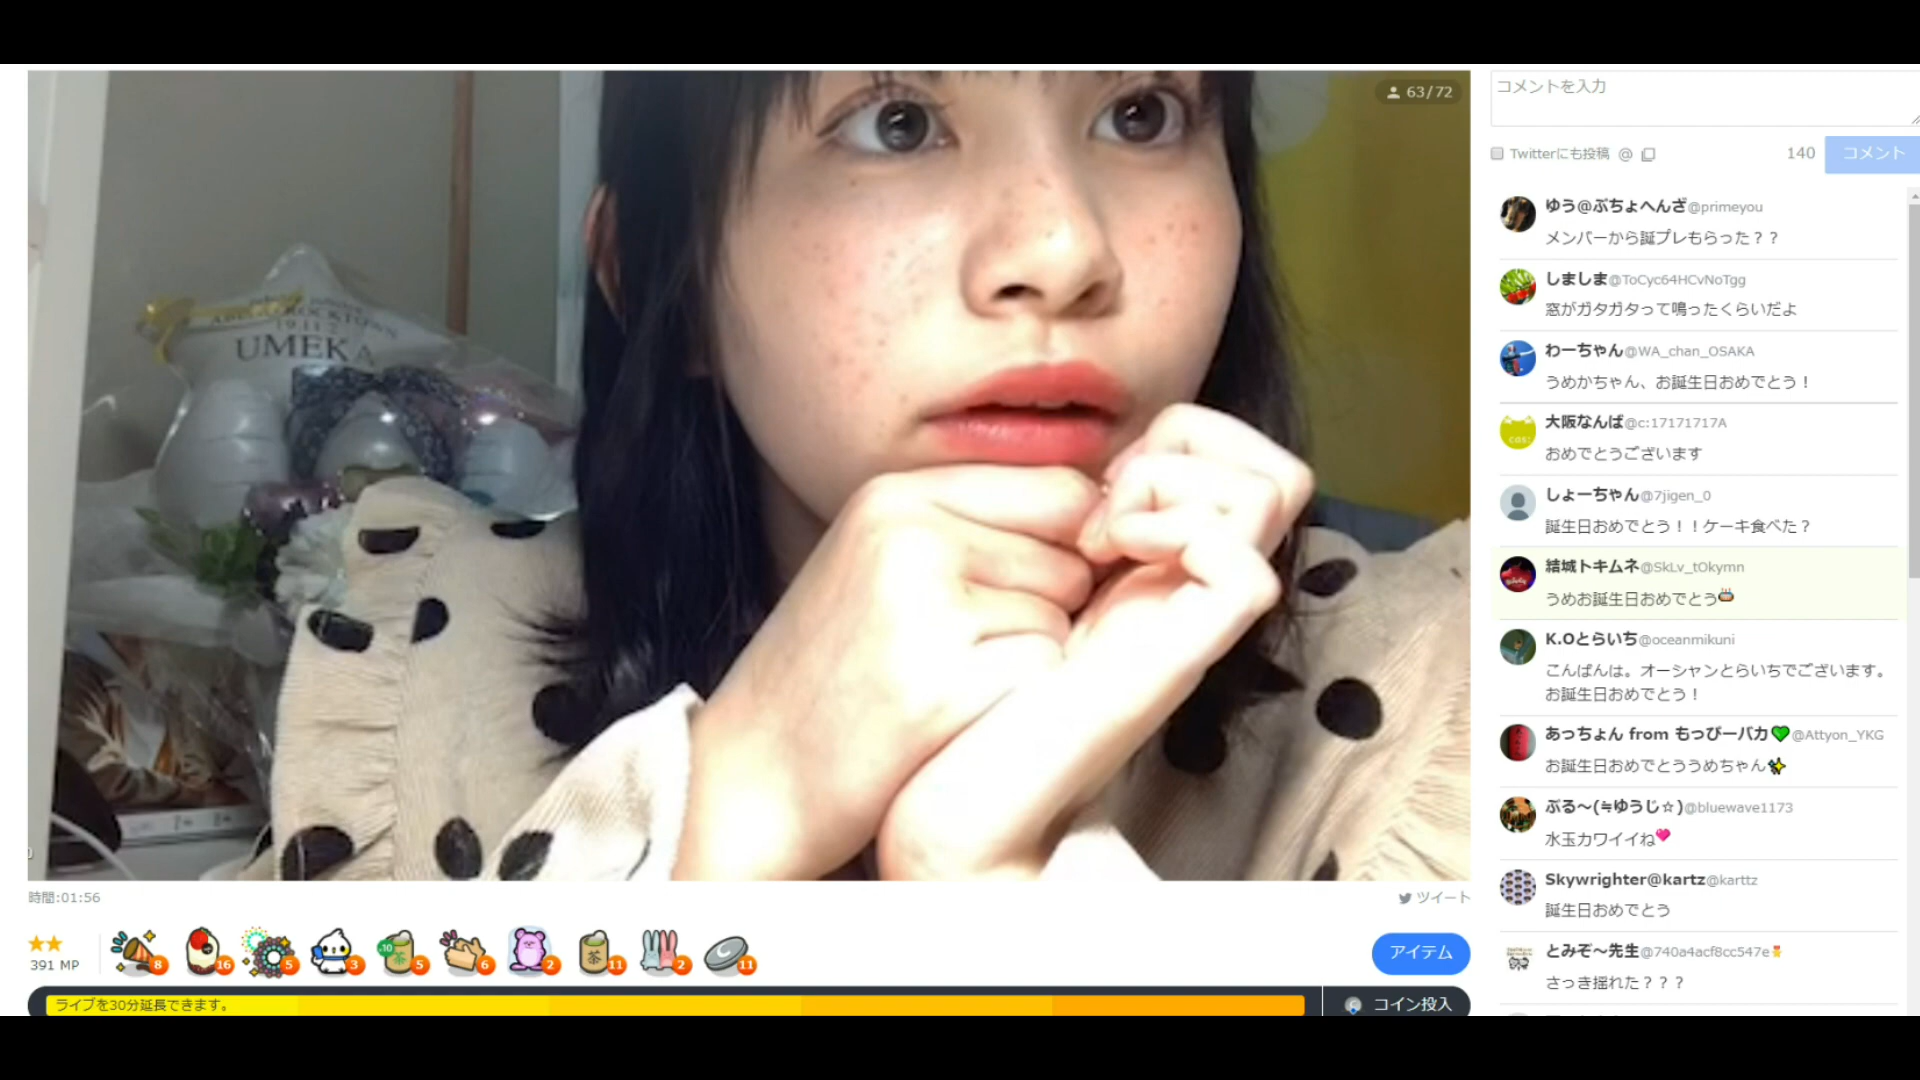 63/72
UMEKA
時間:01:56
ツイート
391 MP
8
16
5
3
10
5
6
2
茶
11
2
11
アイテム
ライブを30分延長できます。
コイン投入
コメントを入力
Twitterにも投稿 @
140
コメント
ゆう@ぷちょへんざ@primeyou
メンバーから誕プレもらった？？
しましま@ToCyc64HCvNoTgg
窓がガタガタって鳴ったくらいだよ
わーちゃん@WA_chan_OSAKA
うめかちゃん、お誕生日おめでとう！
大阪なんば@c:17171717A
おめでとうございます
しょーちゃん@7jigen_0
誕生日おめでとう！！ケーキ食べた？
結城トキムネ@SkLv_tOkymn
うめお誕生日おめでとう🎂
K.Oとらいち@oceanmikuni
こんばんは。オーシャンとらいちでございます。
お誕生日おめでとう！
あっちょん from もっぴーバカ💚@Attyon_YKG
お誕生日おめでとううめちゃん✨
ぶる〜(≒ゆうじ☆)@bluewave1173
水玉カワイイね💖
Skywrighter@kartz@karttz
誕生日おめでとう
とみぞ〜先生@740a4acf8cc547e
さっき揺れた？？？